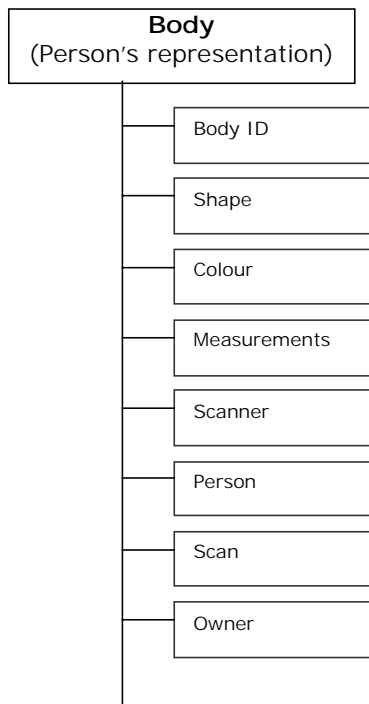 Body
(Person's representation)
Body ID
Shape
Colour
Measurements
Scanner
Person
Scan
Owner